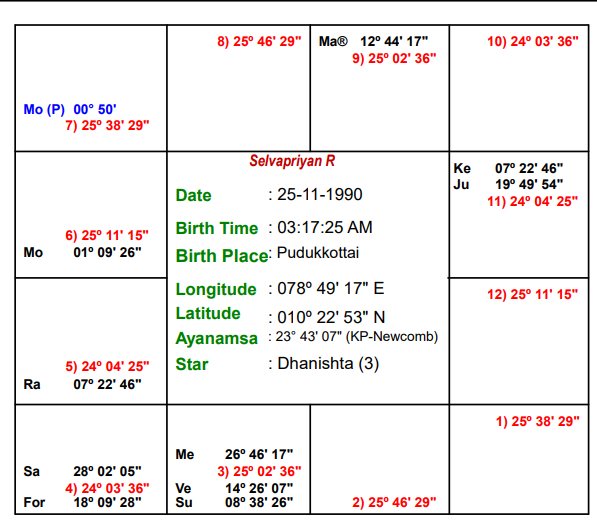 8) 25º 46' 29"
Ma® 12º 44' 17"
9) 25º 02' 36"
10) 24º 03' 36"
Mo (P) 00° 50'
7) 25º 38' 29"
Selvapriyan R
Date : 25-11-1990
Birth Time : 03:17:25 AM
Birth Place : Pudukkottai
Longitude : 078º 49' 17" E
Latitude : 010º 22' 53" N
Ayanamsa : 23° 43' 07" (KP-Newcomb)
Star : Dhanishta (3)
Ke 07º 22' 46"
Ju 19º 49' 54"
11) 24º 04' 25"
6) 25º 11' 15"
Mo 01º 09' 26"
12) 25º 11' 15"
5) 24º 04' 25"
Ra 07º 22' 46"
1) 25º 38' 29"
Sa 28º 02' 05"
4) 24º 03' 36"
For 18º 09' 28"
Me 26º 46' 17"
3) 25º 02' 36"
Ve 14º 26' 07"
Su 08º 38' 26"
2) 25º 46' 29"